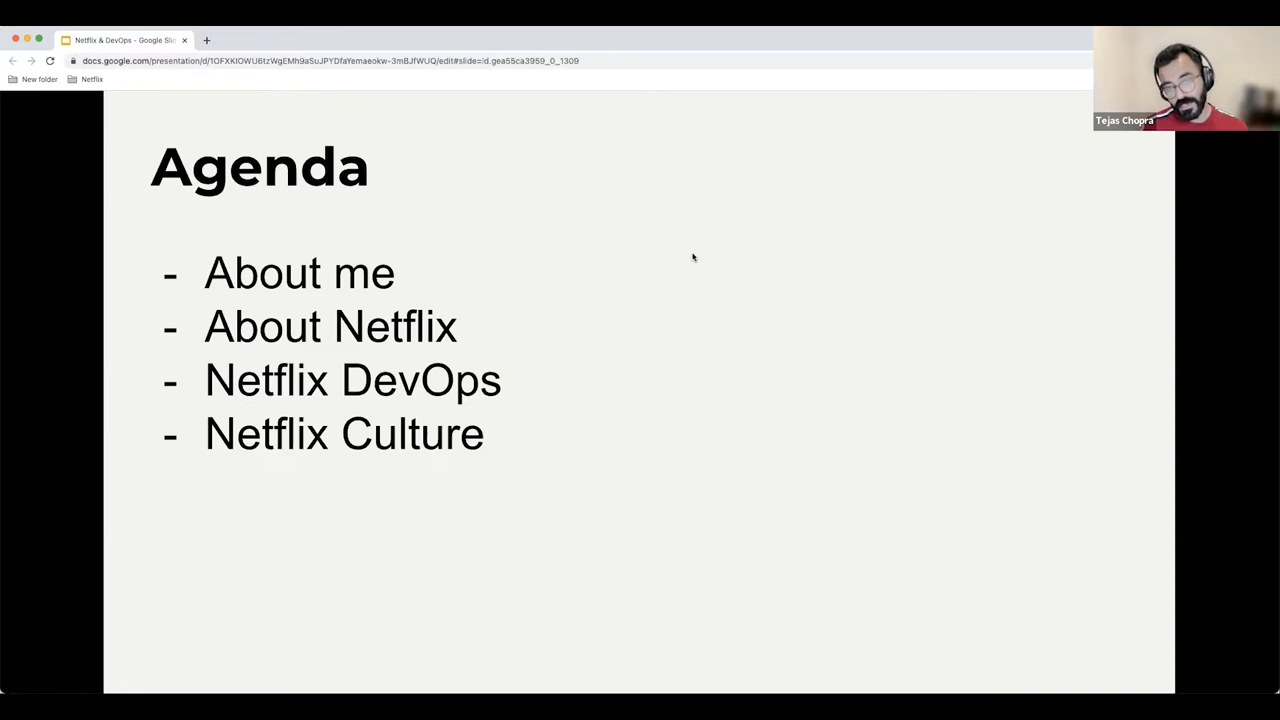 Netflix & DevOps - Google Slid
docs.google.com/presentation/d/1OFXKIOWU6tzWgEMh9aSuJPYDfaYemaeokw-3mBJfWUQ/edit#slide=id.gea55ca3959_0_1309
New folder
Netflix
Tejas Chopra
Agenda
- About me
- About Netflix
- Netflix DevOps
- Netflix Culture